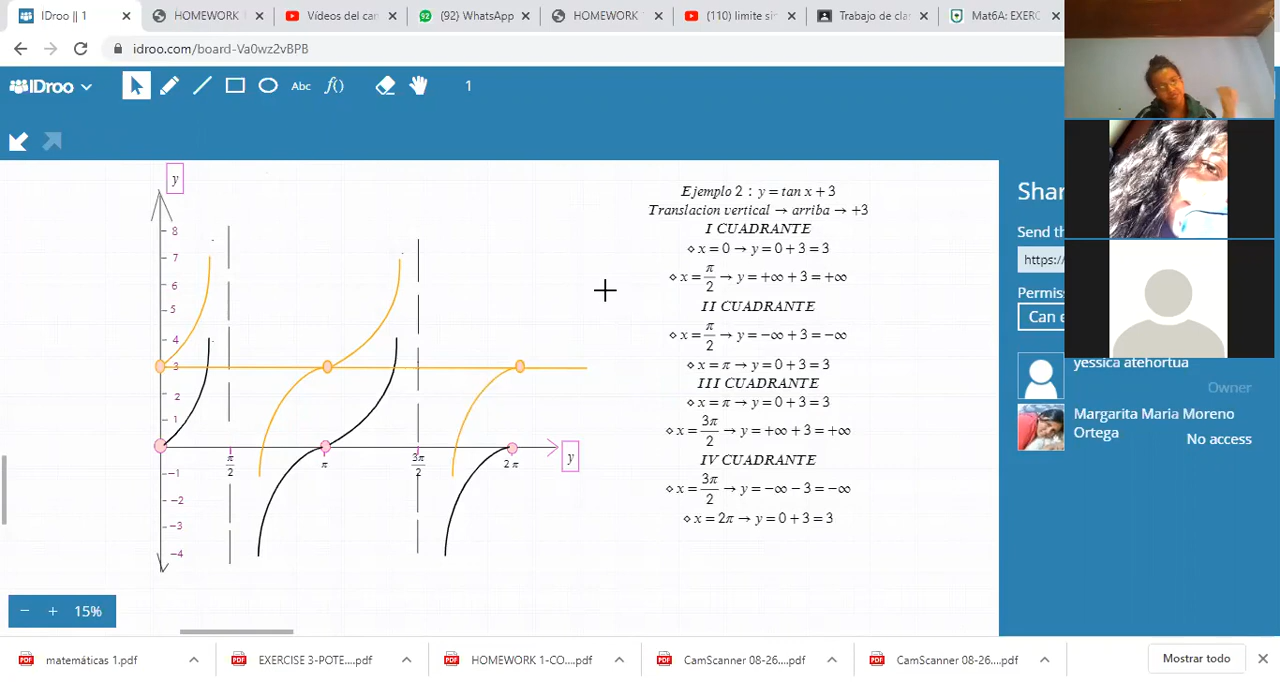 IDroo || 1
HOMEWORK
Vídeos del can
(92) WhatsApp
HOMEWORK
(110) limite sin
Trabajo de clas
Mat6A: EXERC
idroo.com/board-Va0wz2vBPB
IDroo
Abc
f()
1
y
8
7
6
5
4
3
2
1
-1
-2
-3
-4
π/2
π
3π/2
2 π
y
Ejemplo 2 : y = tan x + 3
Translacion vertical → arriba → +3
I CUADRANTE
⋄ x = 0 → y = 0 + 3 = 3
⋄ x = π/2 → y = +∞ + 3 = +∞
II CUADRANTE
⋄ x = π/2 → y = −∞ + 3 = −∞
⋄ x = π → y = 0 + 3 = 3
III CUADRANTE
⋄ x = π → y = 0 + 3 = 3
⋄ x = 3π/2 → y = +∞ + 3 = +∞
IV CUADRANTE
⋄ x = 3π/2 → y = −∞ − 3 = −∞
⋄ x = 2π → y = 0 + 3 = 3
Shar
Send th
https:/
Permis
Can e
yessica atehortua
Owner
Margarita Maria Moreno
Ortega
No access
− + 15%
matemáticas 1.pdf
EXERCISE 3-POTE....pdf
HOMEWORK 1-CO....pdf
CamScanner 08-26....pdf
CamScanner 08-26....pdf
Mostrar todo